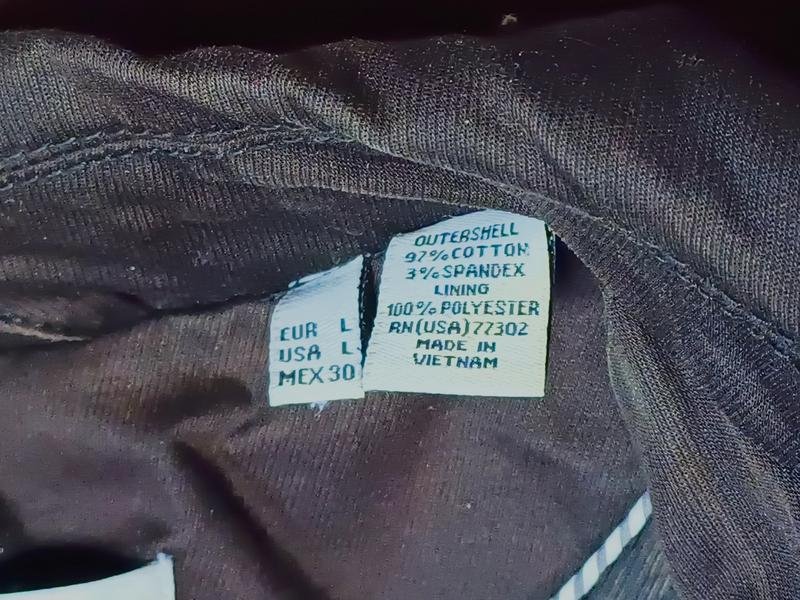 EUR L
USA L
MEX 30
OUTERSHELL
97%COTTON
3%SPANDEX
LINING
100%POLYESTER
RN(USA)77302
MADE IN
VIETNAM